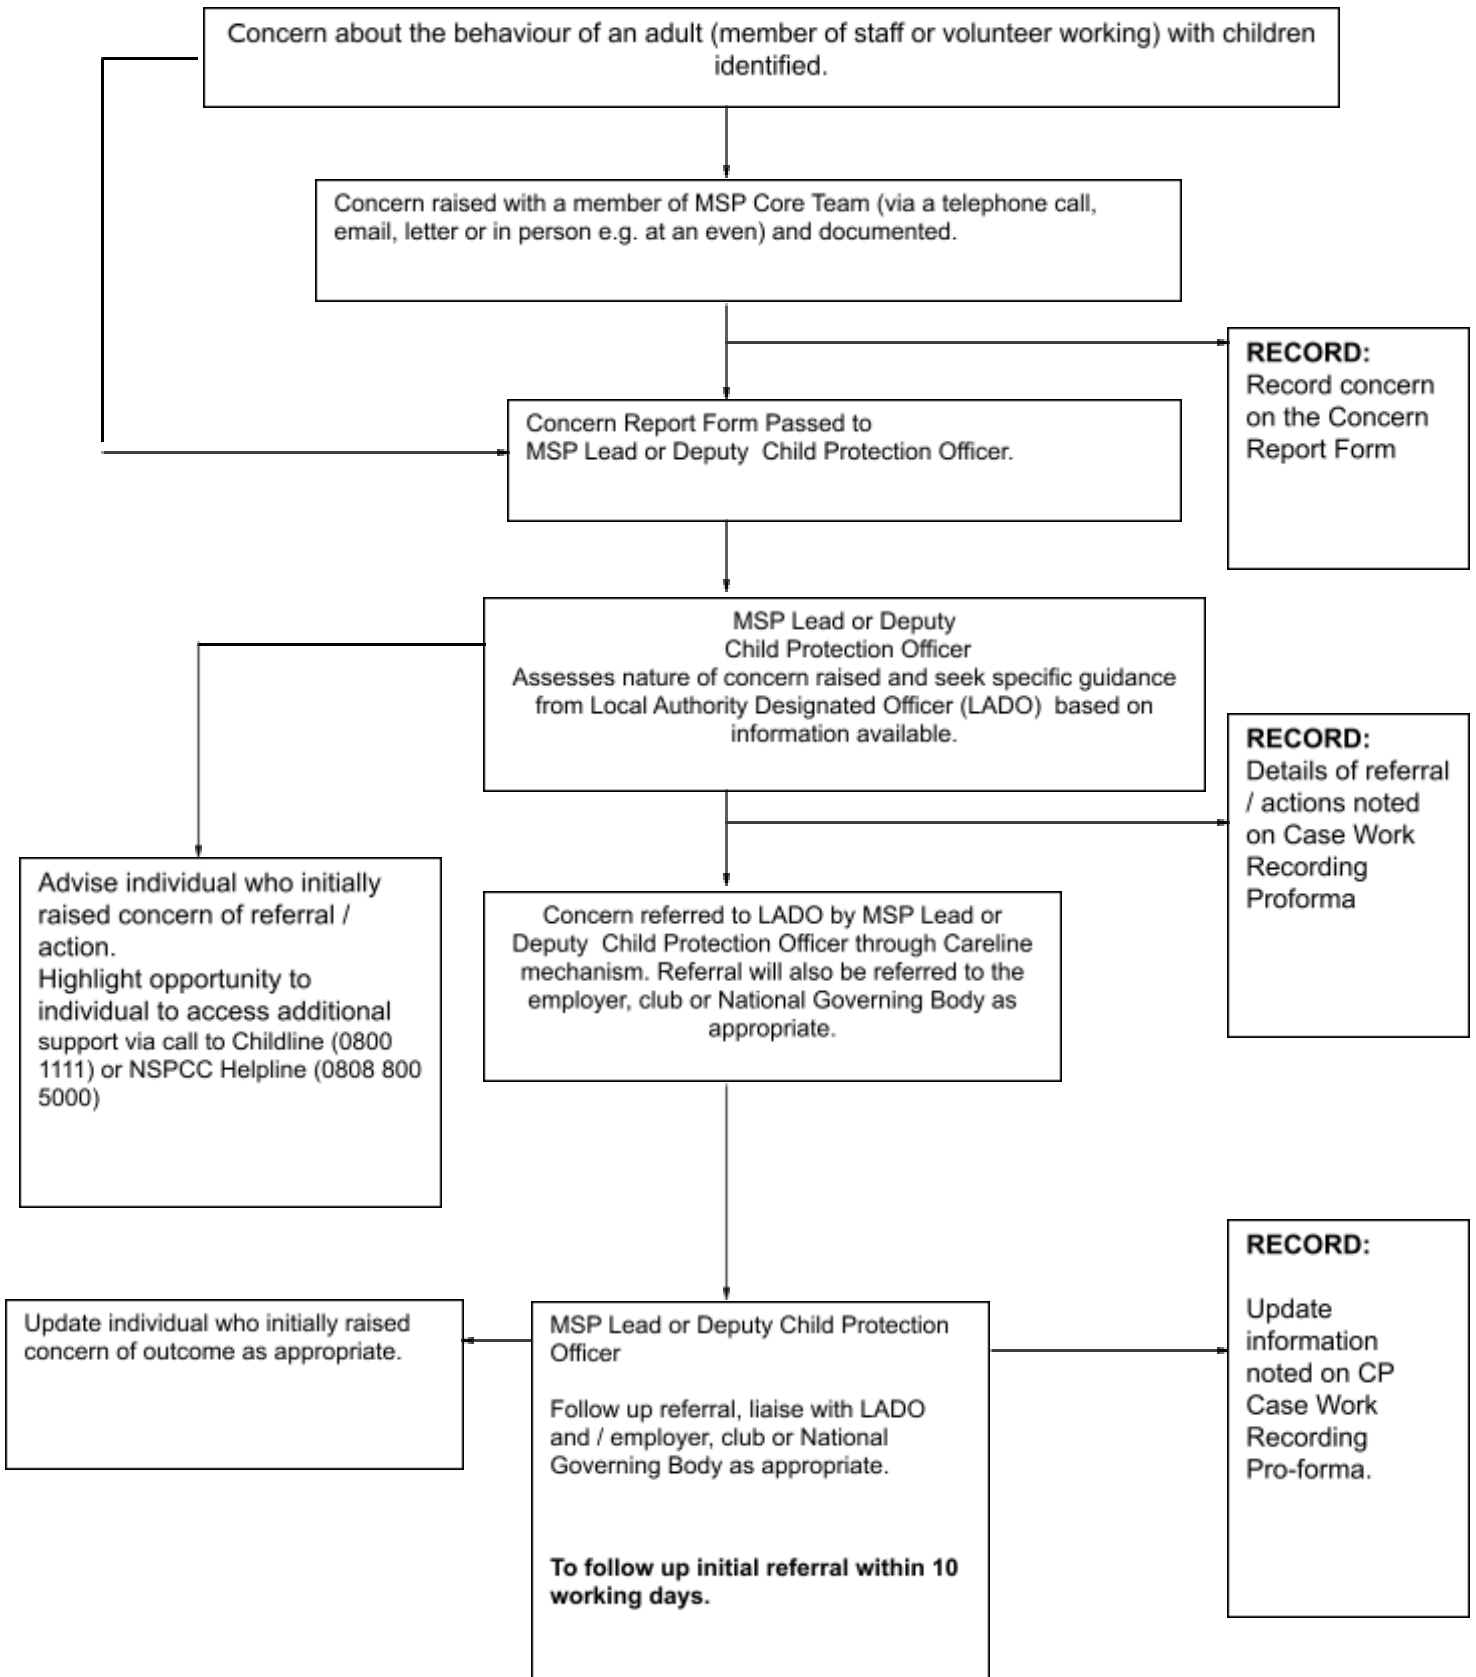 Concern about the behaviour of an adult (member of staff or volunteer working) with children
identified.
Concern raised with a member of MSP Core Team (via a telephone call,
email, letter or in person e.g. at an even) and documented.
RECORD:
Record concern
on the Concern
Report Form
Concern Report Form Passed to
MSP Lead or Deputy Child Protection Officer.
MSP Lead or Deputy
Child Protection Officer
Assesses nature of concern raised and seek specific guidance
from Local Authority Designated Officer (LADO) based on
information available.
RECORD:
Details of referral
/ actions noted
on Case Work
Recording
Proforma
Advise individual who initially
raised concern of referral /
action.
Highlight opportunity to
individual to access additional
support via call to Childline (0800
1111) or NSPCC Helpline (0808 800
5000)
Concern referred to LADO by MSP Lead or
Deputy Child Protection Officer through Careline
mechanism. Referral will also be referred to the
employer, club or National Governing Body as
appropriate.
Update individual who initially raised
concern of outcome as appropriate.
MSP Lead or Deputy Child Protection
Officer
Follow up referral, liaise with LADO
and / employer, club or National
Governing Body as appropriate.
To follow up initial referral within 10
working days.
RECORD:
Update
information
noted on CP
Case Work
Recording
Pro-forma.